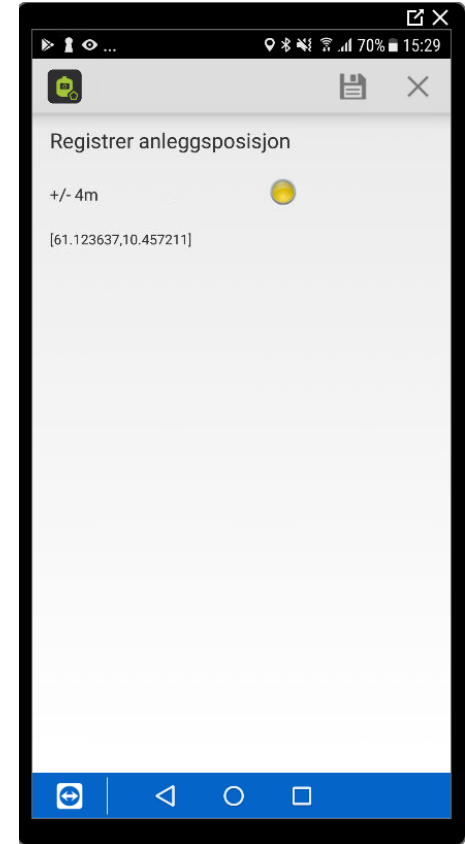 ... 70% 15:29
Registrer anleggsposisjon
+/- 4m
[61.123637,10.457211]